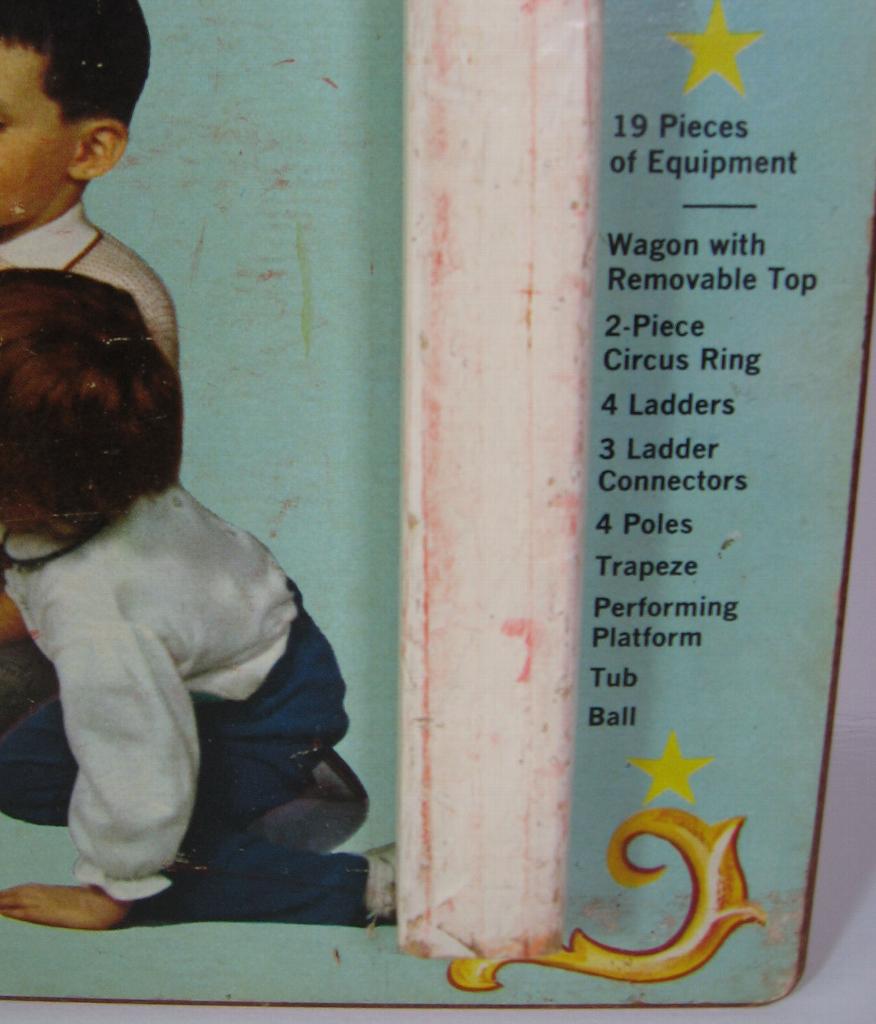 19 Pieces
of Equipment
Wagon with
Removable Top
2-Piece
Circus Ring
4 Ladders
3 Ladder
Connectors
4 Poles
Trapeze
Performing
Platform
Tub
Ball